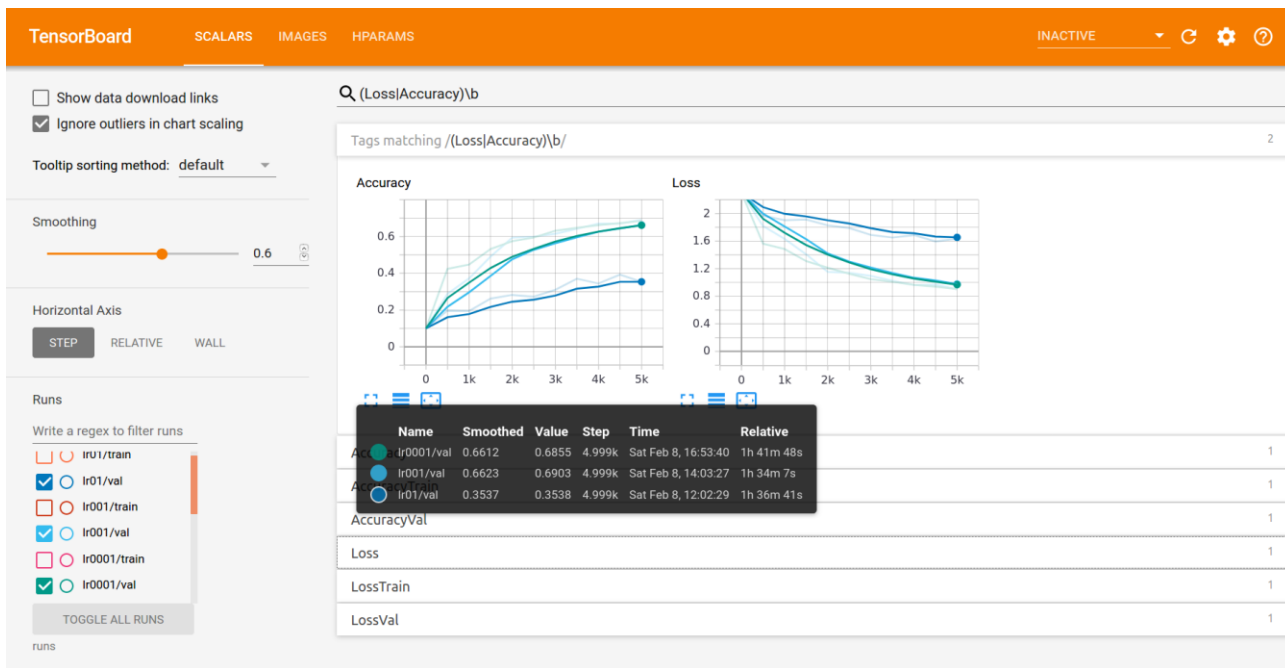 TensorBoard SCALARS IMAGES HPARAMS INACTIVE
Show data download links
Ignore outliers in chart scaling
Tooltip sorting method: default
Smoothing
0.6
Horizontal Axis
STEP RELATIVE WALL
Runs
Write a regex to filter runs
lr01/train
lr01/val
lr001/train
lr001/val
lr0001/train
lr0001/val
TOGGLE ALL RUNS
runs
(Loss|Accuracy)\b
Tags matching /(Loss|Accuracy)\b/ 2
Accuracy
0.6
0.4
0.2
0
0 1k 2k 3k 4k 5k
Loss
2
1.6
1.2
0.8
0.4
0
0 1k 2k 3k 4k 5k
Name Smoothed Value Step Time Relative
lr0001/val 0.6612 0.6855 4.999k Sat Feb 8, 16:53:40 1h 41m 48s
lr001/val 0.6623 0.6903 4.999k Sat Feb 8, 14:03:27 1h 34m 7s
lr01/val 0.3537 0.3538 4.999k Sat Feb 8, 12:02:29 1h 36m 41s
Accuracy 1
AccuracyTrain 1
AccuracyVal 1
Loss 1
LossTrain 1
LossVal 1